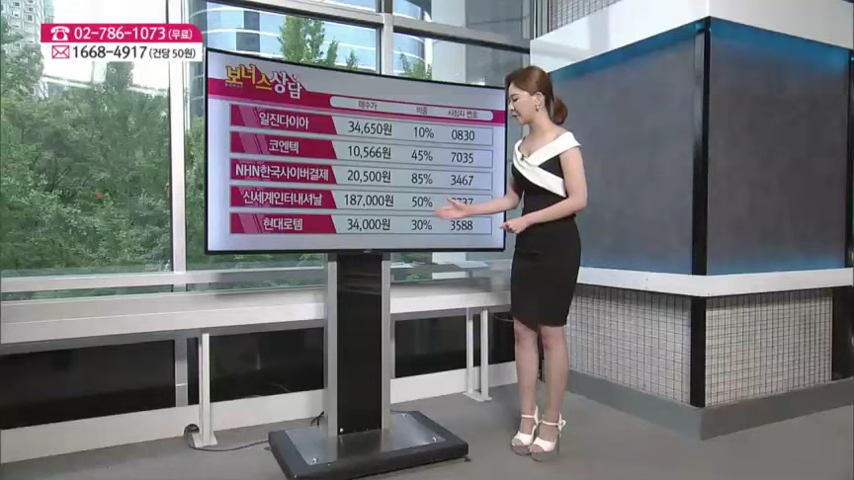 02-786-1073 (무료)
1668-4917 (건당 50원)
보너스상담
매수가 비중 시청자 번호
일진다이아 34,650원 10% 0830
코엔텍 10,566원 45% 7035
NHN한국사이버결제 20,500원 85% 3467
신세계인터내셔날 187,000원 50%
현대로템 34,000원 30% 3588